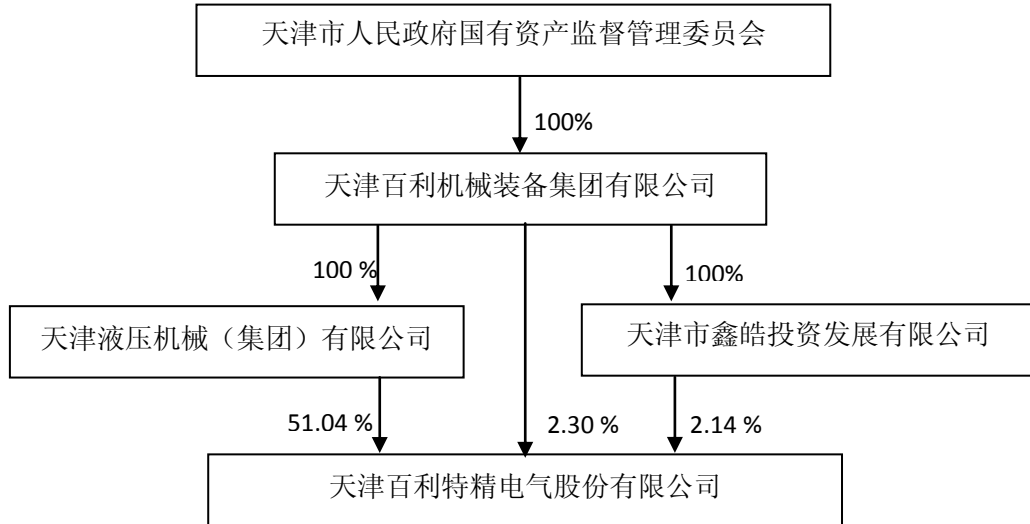 天津市人民政府国有资产监督管理委员会
100%
天津百利机械装备集团有限公司
100 %
100%
天津液压机械（集团）有限公司
天津市鑫皓投资发展有限公司
51.04 %
2.30 %
2.14 %
天津百利特精电气股份有限公司